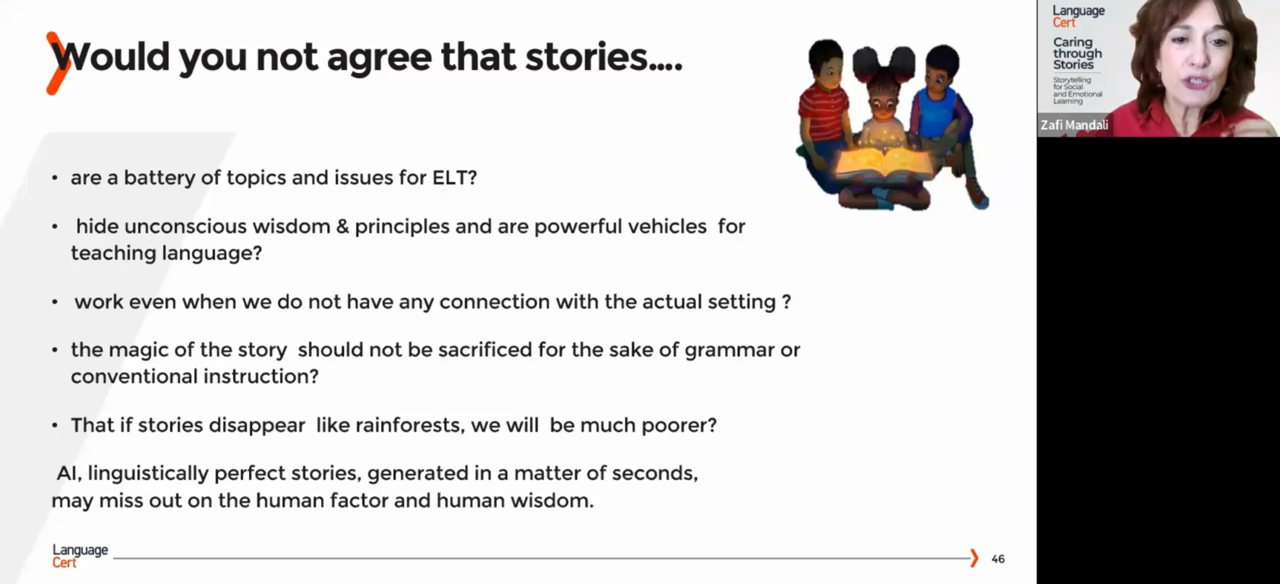 Would you not agree that stories....
• are a battery of topics and issues for ELT?
• hide unconscious wisdom & principles and are powerful vehicles for
teaching language?
• work even when we do not have any connection with the actual setting ?
• the magic of the story should not be sacrificed for the sake of grammar or
conventional instruction?
• That if stories disappear like rainforests, we will be much poorer?
AI, linguistically perfect stories, generated in a matter of seconds,
may miss out on the human factor and human wisdom.
Language
Cert
46
Language
Cert
Caring
through
Stories
Storytelling
for Social
and Emotional
Learning
Zafi Mandali